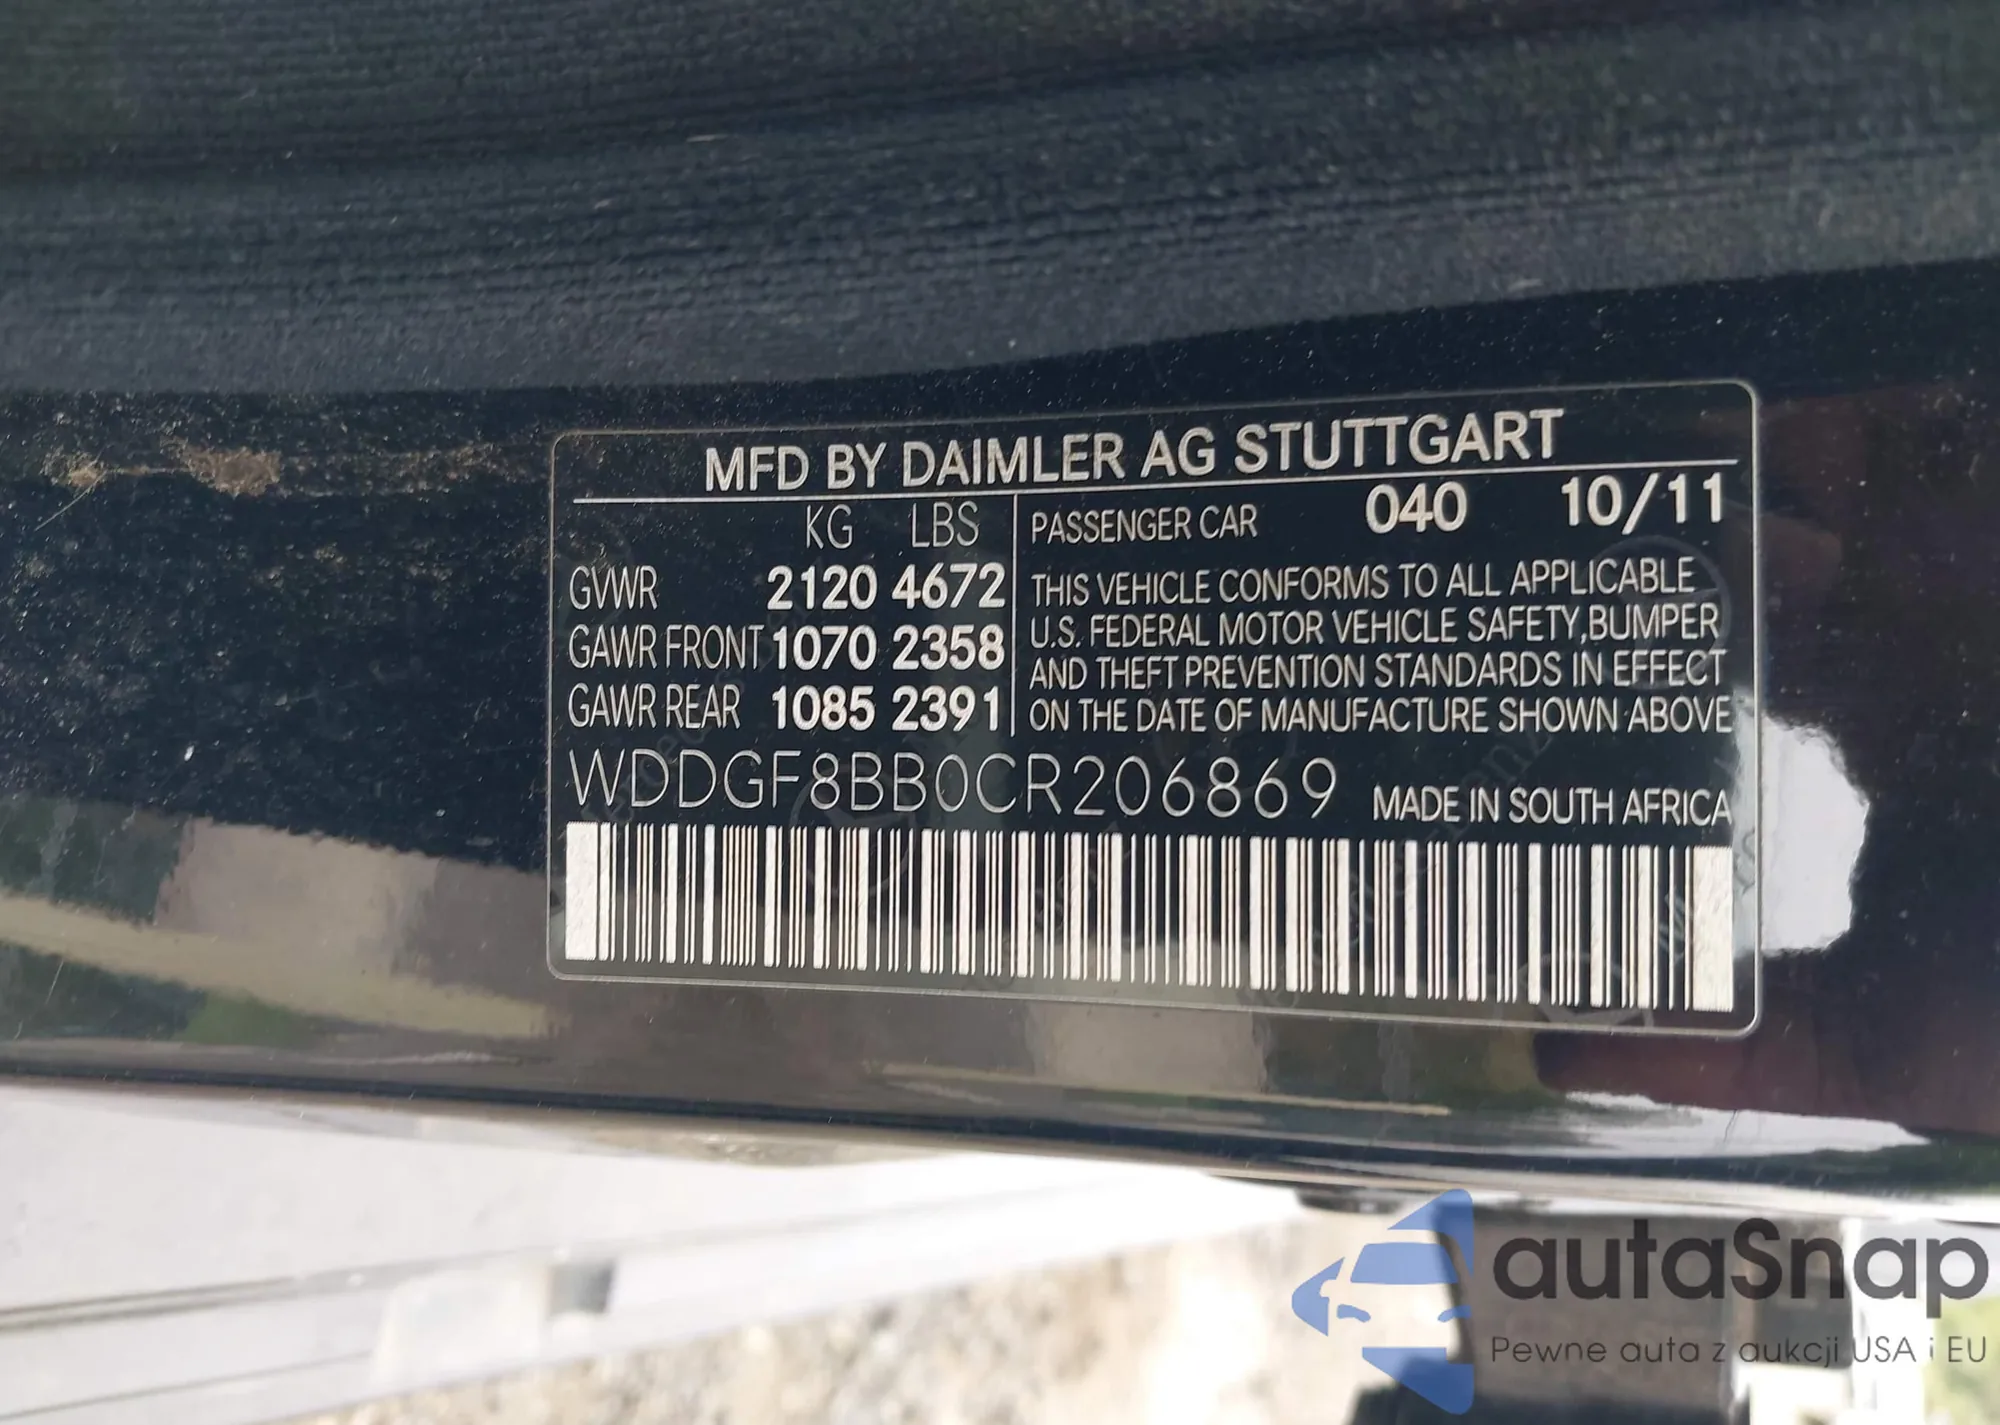 MFD BY DAIMLER AG STUTTGART
KG LBS
GVWR 2120 4672
GAWR FRONT 1070 2358
GAWR REAR 1085 2391
PASSENGER CAR 040 10/11
THIS VEHICLE CONFORMS TO ALL APPLICABLE
U.S. FEDERAL MOTOR VEHICLE SAFETY, BUMPER
AND THEFT PREVENTION STANDARDS IN EFFECT
ON THE DATE OF MANUFACTURE SHOWN ABOVE
WDDGF8BB0CR206869 MADE IN SOUTH AFRICA
autaSnap
Pewne auta z aukcji USA i EU